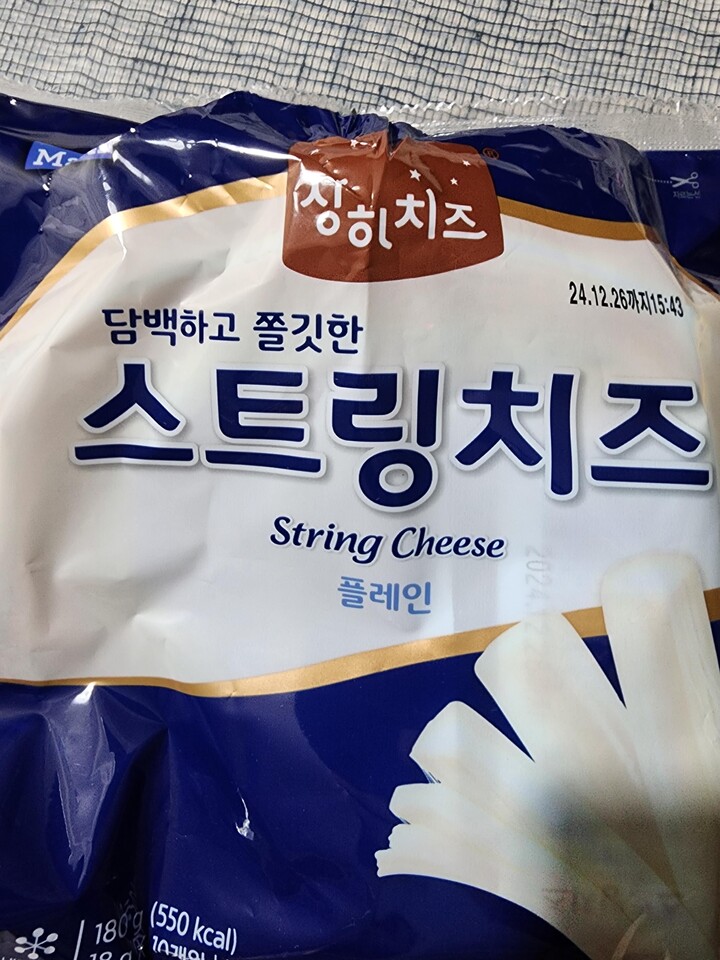 상하치즈
®
24.12.26까지15:43
담백하고 쫄깃한
스트링치즈
String Cheese
플레인
180 g (550 kcal)